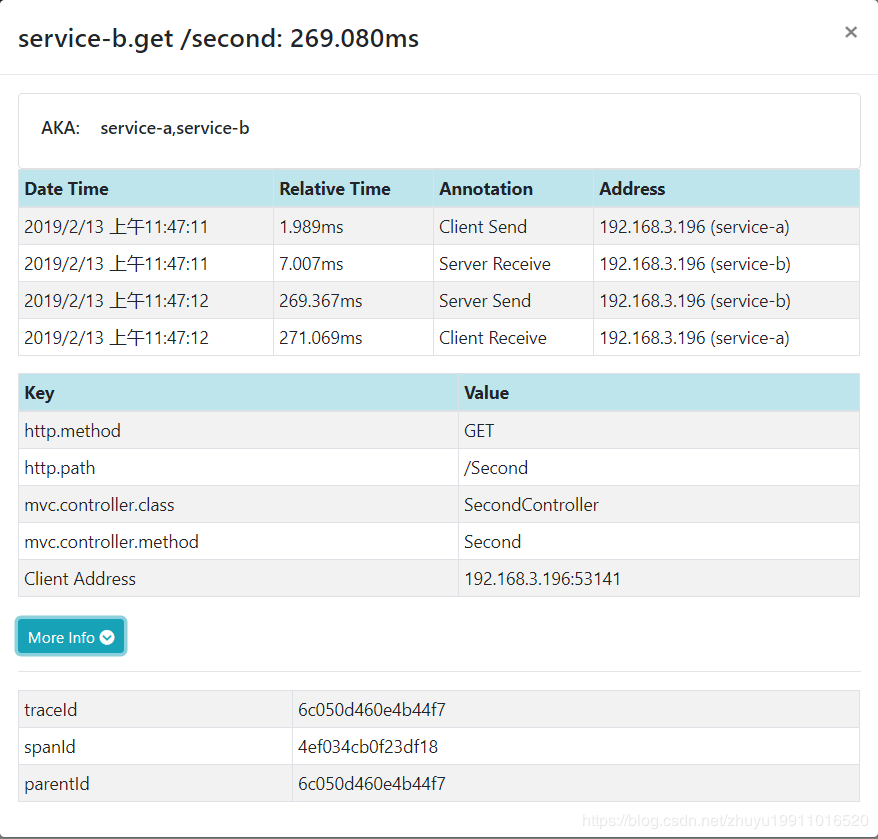 service-b.get /second: 269.080ms
×
AKA: service-a,service-b
Date Time Relative Time Annotation Address
2019/2/13 上午11:47:11 1.989ms Client Send 192.168.3.196 (service-a)
2019/2/13 上午11:47:11 7.007ms Server Receive 192.168.3.196 (service-b)
2019/2/13 上午11:47:12 269.367ms Server Send 192.168.3.196 (service-b)
2019/2/13 上午11:47:12 271.069ms Client Receive 192.168.3.196 (service-a)
Key Value
http.method GET
http.path /Second
mvc.controller.class SecondController
mvc.controller.method Second
Client Address 192.168.3.196:53141
More Info
traceId 6c050d460e4b44f7
spanId 4ef034cb0f23df18
parentId 6c050d460e4b44f7
https://blog.csdn.net/zhuyu19911016520